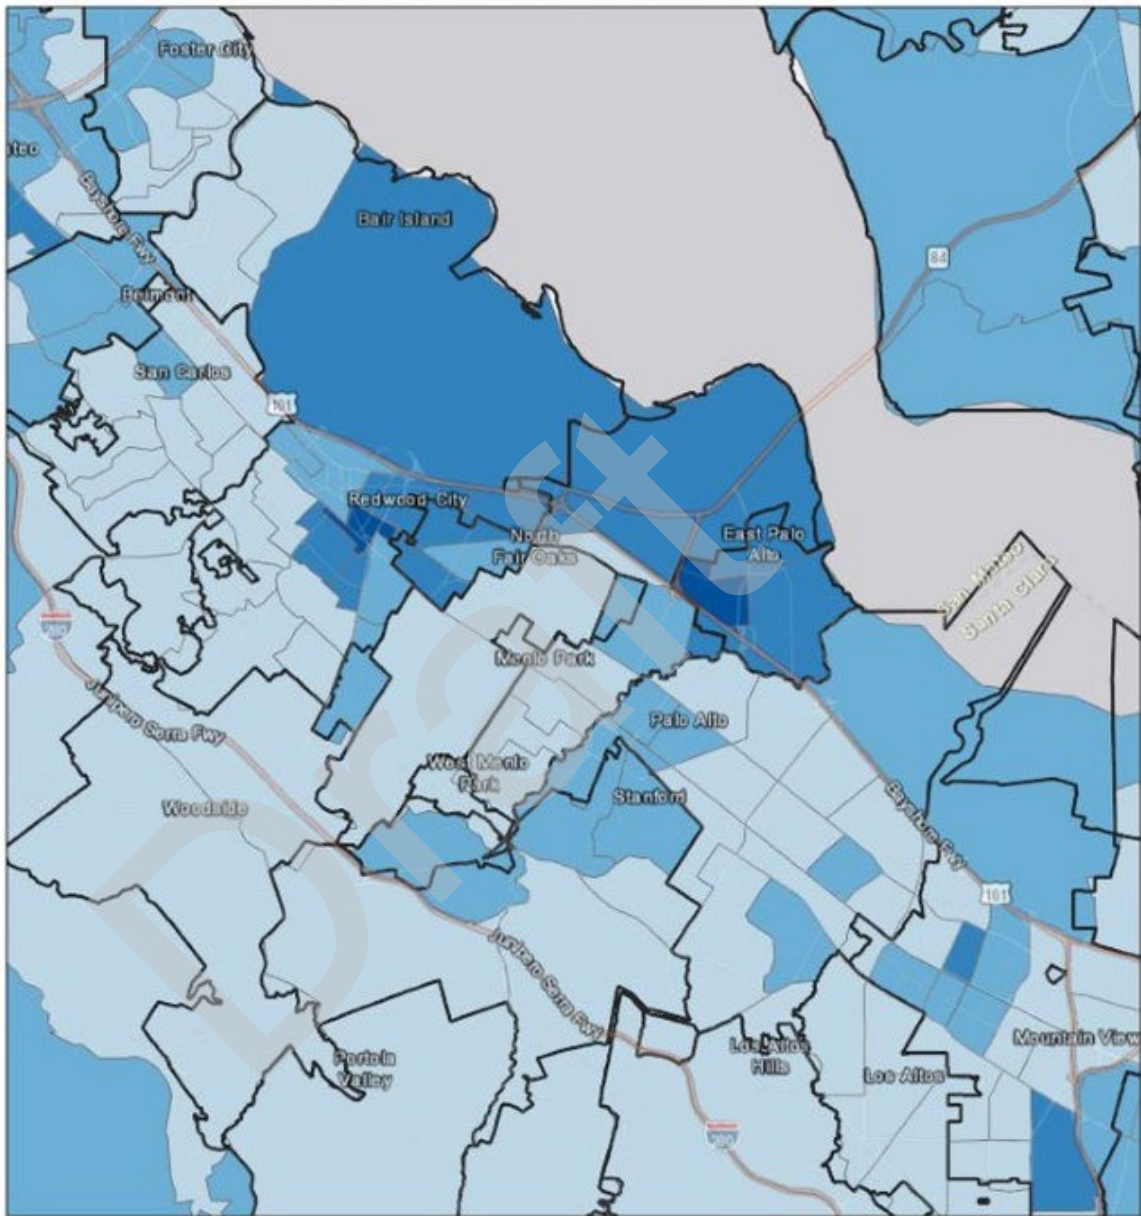 Foster City
ateo
Bayshore Fwy
Bair Island
84
Belmont
San Carlos
101
Redwood City
North
Fair Oaks
East Palo
Alto
San Mateo
Santa Clara
280
Menlo Park
Junipero Serra Fwy
Palo Alto
West Menlo
Park
Stanford
Woodside
Bayshore Fwy
101
Junipero Serra Fwy
Mountain View
Los Altos
Hills
Los Altos
Portola
Valley
280
Draft